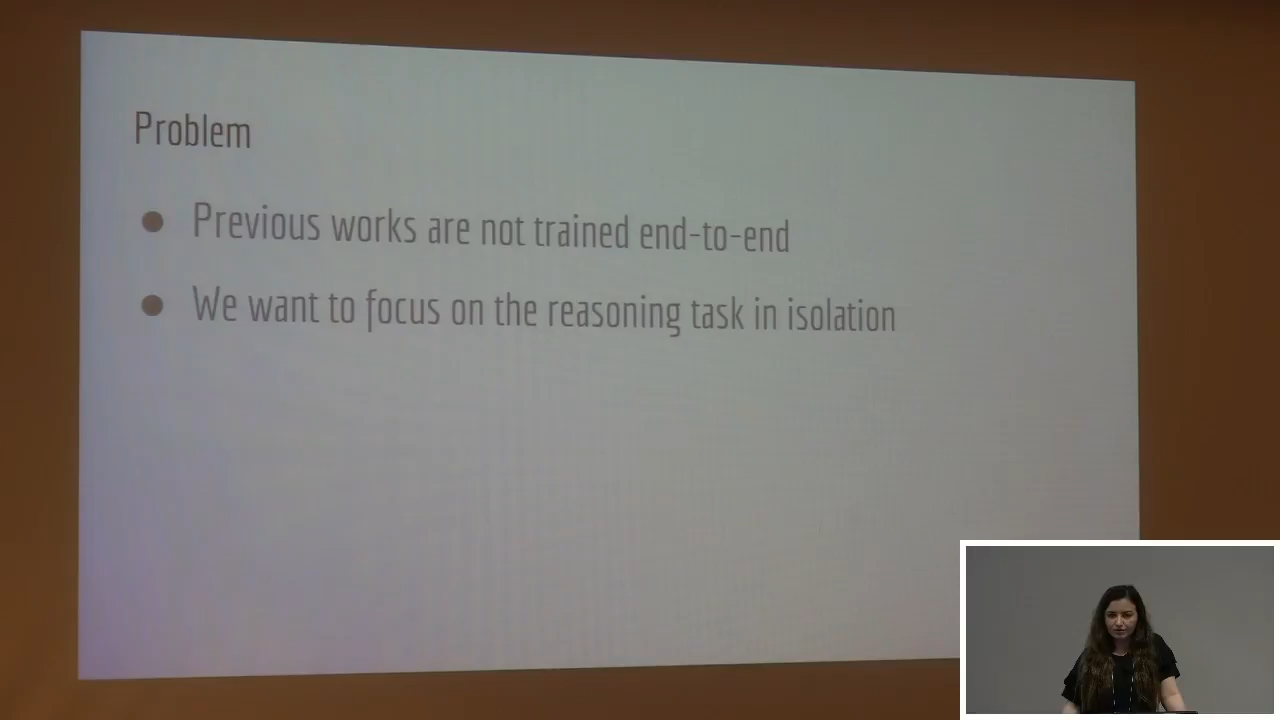 Problem
● Previous works are not trained end-to-end
● We want to focus on the reasoning task in isolation